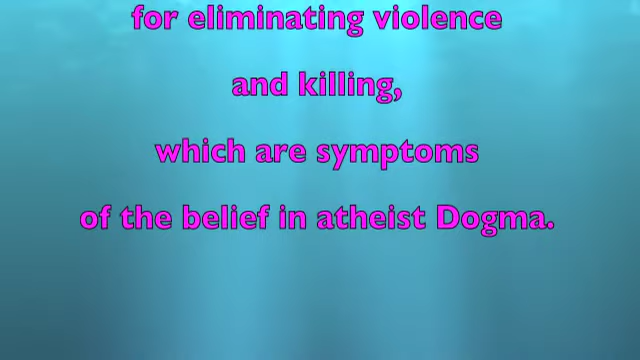 for eliminating violence
and killing,
which are symptoms
of the belief in atheist Dogma.